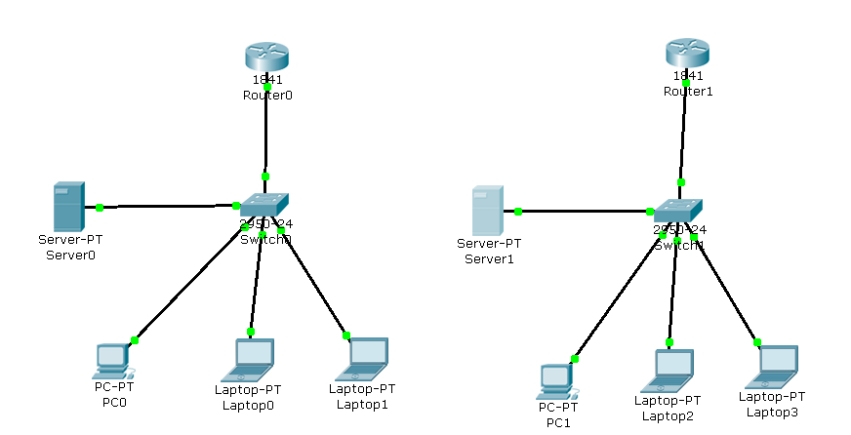 1841
Router0
1841
Router1
2950-24
Switch0
Server-PT
Server0
2950-24
Switch1
Server-PT
Server1
PC-PT
PC0
Laptop-PT
Laptop0
Laptop-PT
Laptop1
PC-PT
PC1
Laptop-PT
Laptop2
Laptop-PT
Laptop3